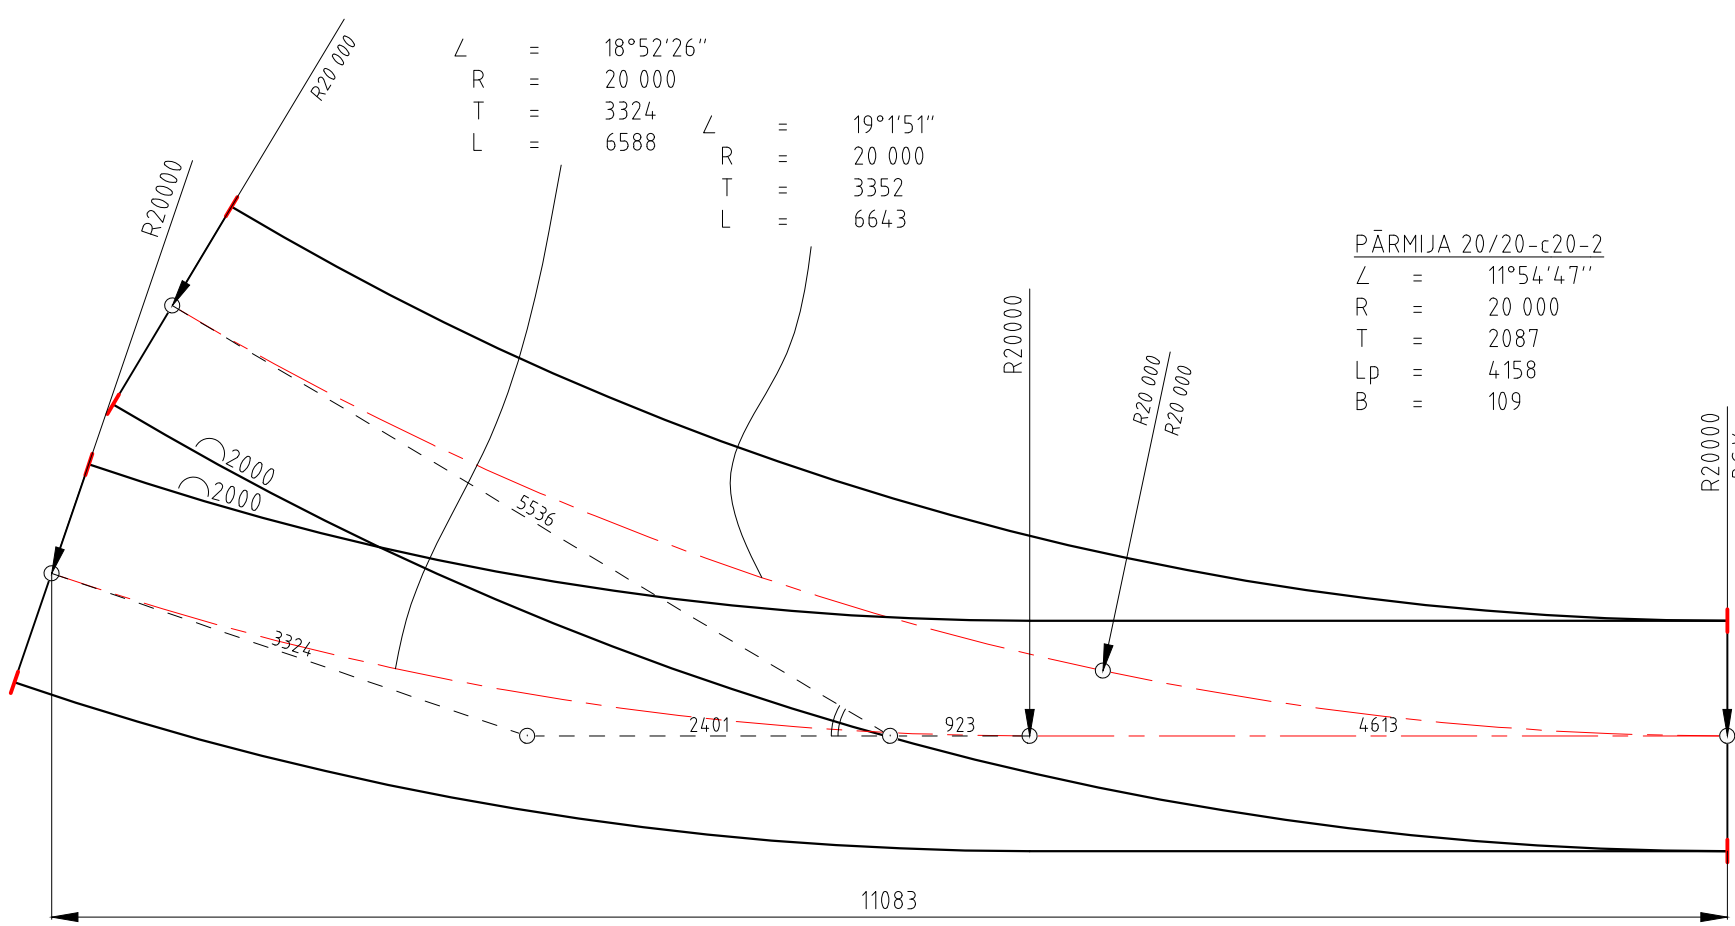 R20 000
∠ = 18°52'26''
R = 20 000
T = 3324
L = 6588
∠ = 19°1'51''
R = 20 000
T = 3352
L = 6643
R20000
PĀRMIJA 20/20-c20-2
∠ = 11°54'47''
R = 20 000
T = 2087
Lp = 4158
B = 109
R20000
R20 000
R20 000
R20000
2000
2000
5536
3324
2401
923
4613
11083